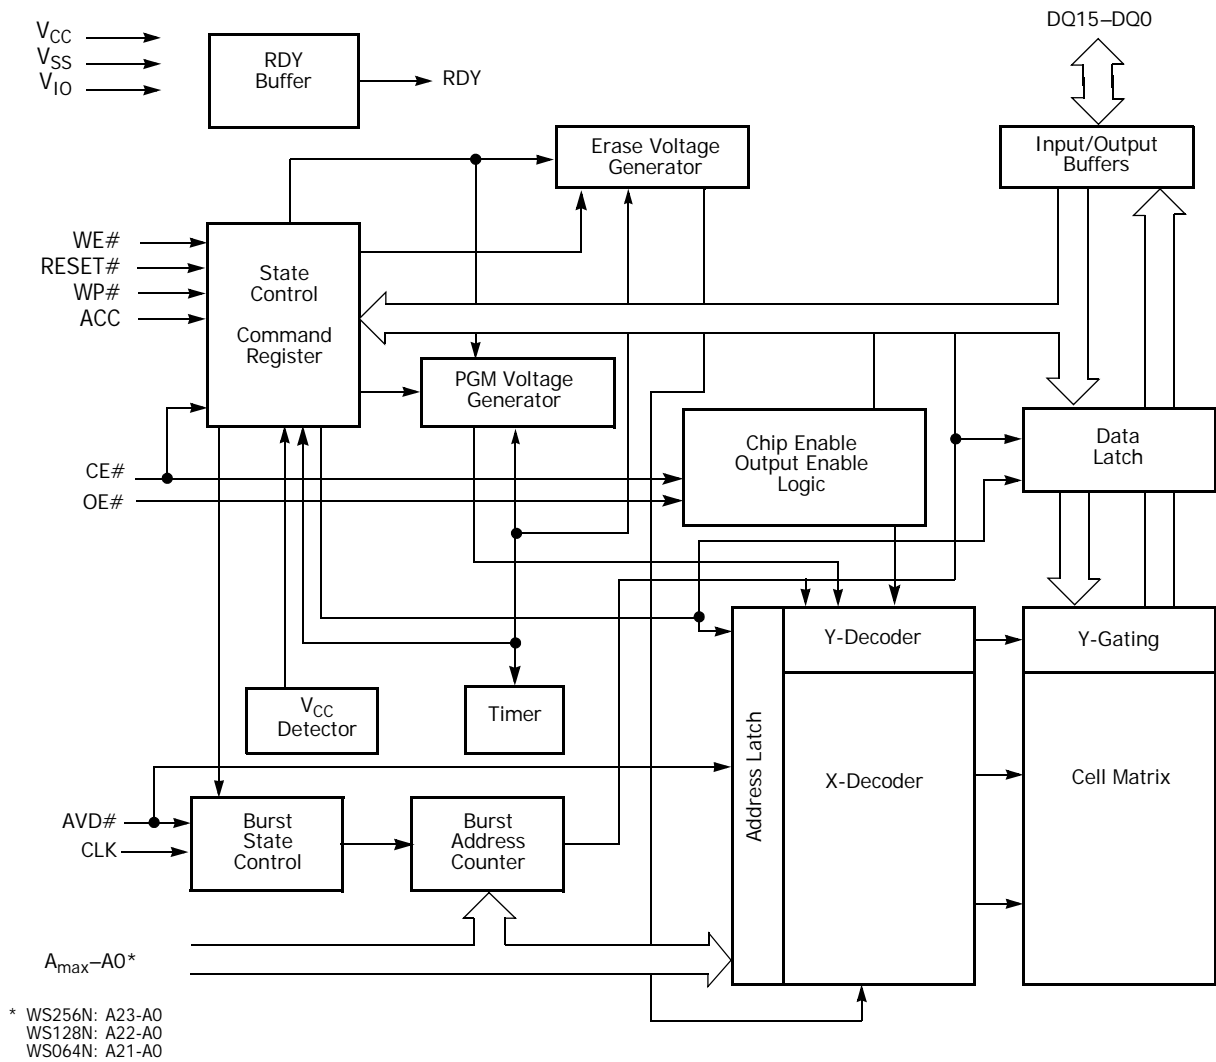 DQ15–DQ0
VCC
VSS
VIO
RDY
Buffer
RDY
Erase Voltage
Generator
Input/Output
Buffers
WE#
RESET#
WP#
ACC
State
Control
Command
Register
PGM Voltage
Generator
Chip Enable
Output Enable
Logic
Data
Latch
CE#
OE#
Y-Decoder
Y-Gating
VCC
Detector
Timer
Address Latch
X-Decoder
Cell Matrix
AVD#
CLK
Burst
State
Control
Burst
Address
Counter
Amax–A0*
* WS256N: A23-A0
WS128N: A22-A0
WS064N: A21-A0